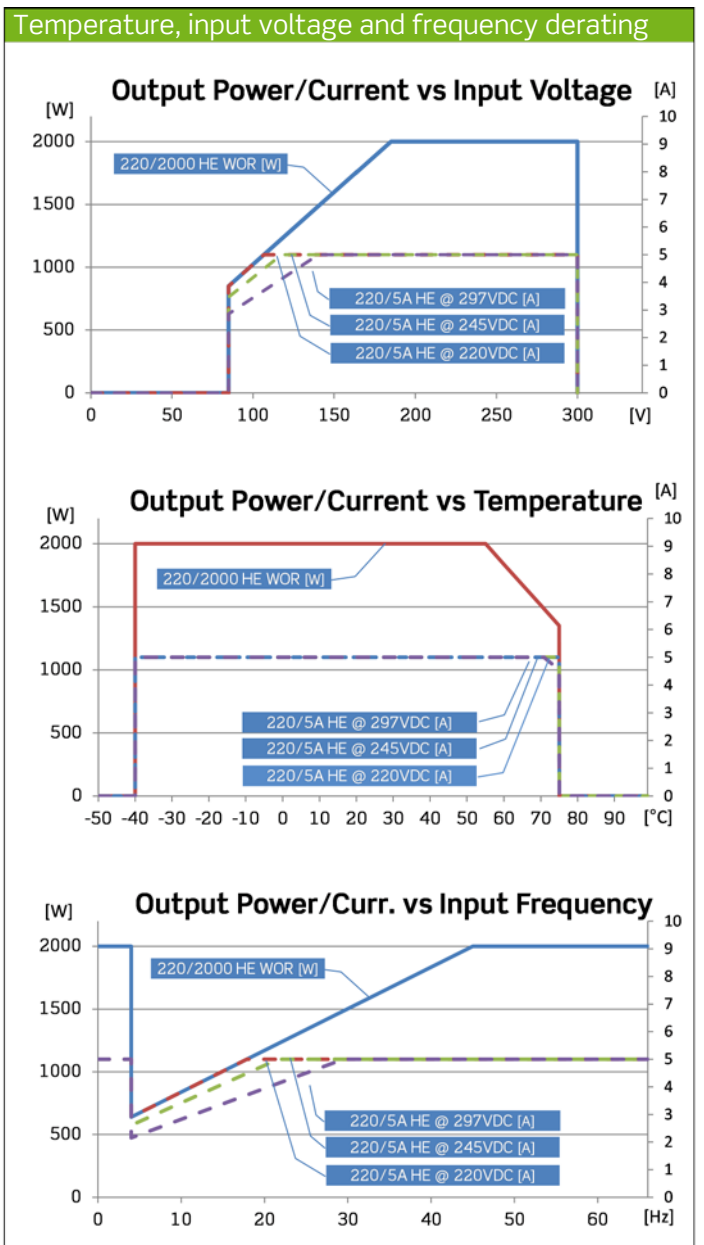 Temperature, input voltage and frequency derating
Output Power/Current vs Input Voltage
[W]
[A]
2000
1500
1000
500
0
10
9
8
7
6
5
4
3
2
1
0
220/2000 HE WOR [W]
220/5A HE @ 297VDC [A]
220/5A HE @ 245VDC [A]
220/5A HE @ 220VDC [A]
0 50 100 150 200 250 300 [V]
Output Power/Current vs Temperature
[W]
[A]
2000
1500
1000
500
0
10
9
8
7
6
5
4
3
2
1
0
220/2000 HE WOR [W]
220/5A HE @ 297VDC [A]
220/5A HE @ 245VDC [A]
220/5A HE @ 220VDC [A]
-50 -40 -30 -20 -10 0 10 20 30 40 50 60 70 80 90 [°C]
Output Power/Curr. vs Input Frequency
[W]
2000
1500
1000
500
0
10
9
8
7
6
5
4
3
2
1
0
220/2000 HE WOR [W]
220/5A HE @ 297VDC [A]
220/5A HE @ 245VDC [A]
220/5A HE @ 220VDC [A]
0 10 20 30 40 50 60 [Hz]